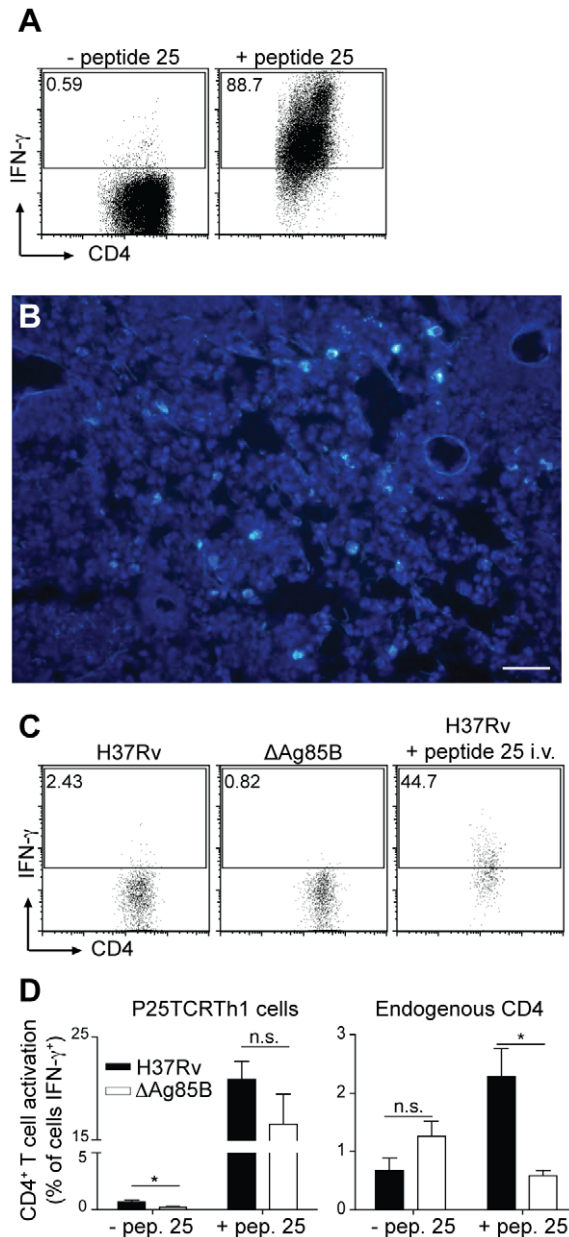 A
- peptide 25 + peptide 25
0.59 88.7
IFN-γ
CD4
B
C
H37Rv ΔAg85B H37Rv + peptide 25 i.v.
2.43 0.82 44.7
IFN-γ
CD4
D
P25TCRTh1 cells Endogenous CD4
CD4⁺ T cell activation
(% of cells IFN-γ⁺)
25
15
5
0
H37Rv
ΔAg85B
*
n.s.
- pep. 25 + pep. 25
3
2
1
0
n.s.
*
- pep. 25 + pep. 25